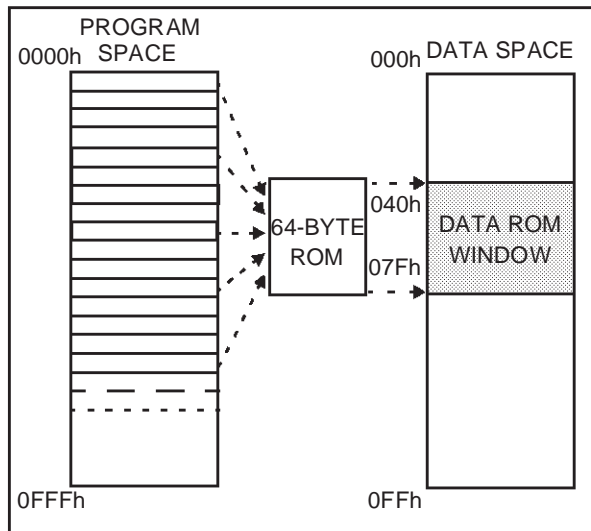 PROGRAM
SPACE
0000h
000h
DATA SPACE
64-BYTE
ROM
040h
07Fh
DATA ROM
WINDOW
0FFFh
0FFh